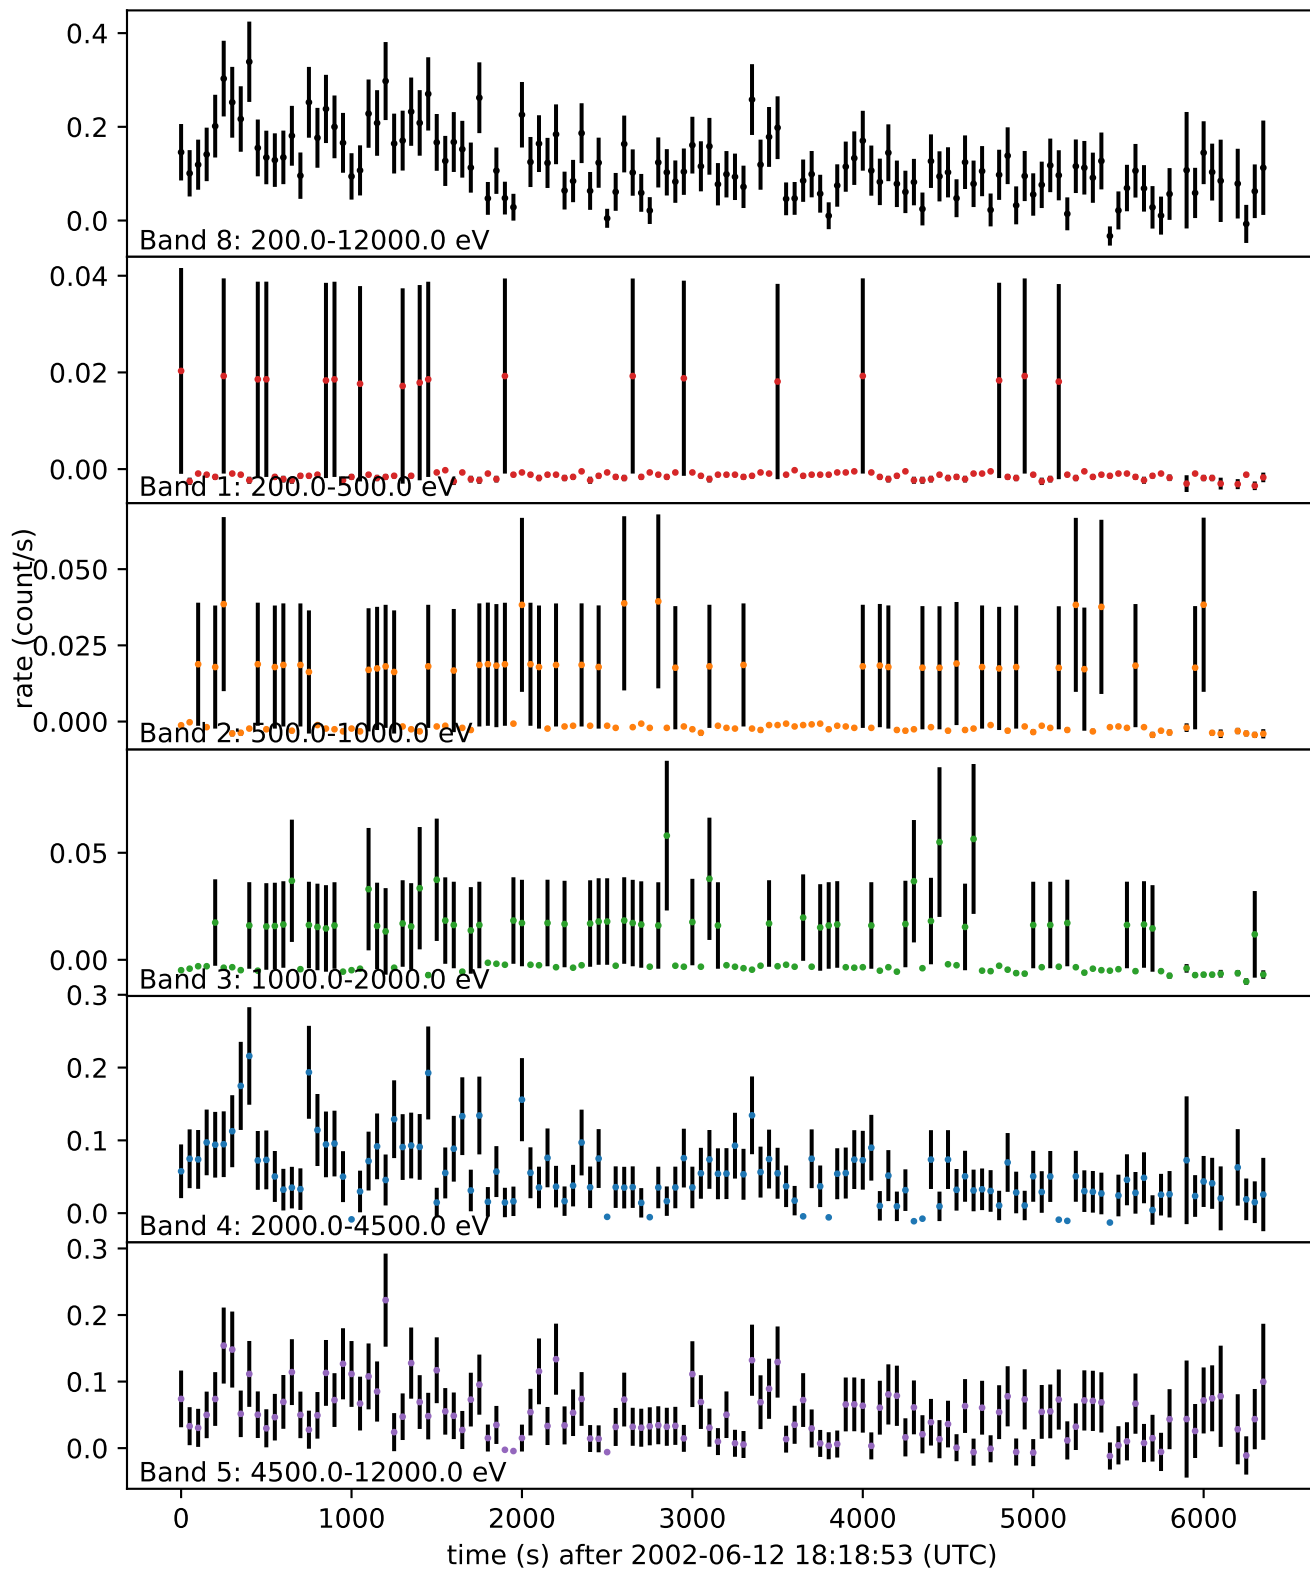 0.4
0.2
0.0
Band 8: 200.0-12000.0 eV
0.04
0.02
0.00
Band 1: 200.0-500.0 eV
rate (count/s)
0.050
0.025
0.000
Band 2: 500.0-1000.0 eV
0.05
0.00
Band 3: 1000.0-2000.0 eV
0.3
0.2
0.1
0.0
Band 4: 2000.0-4500.0 eV
0.3
0.2
0.1
0.0
Band 5: 4500.0-12000.0 eV
0 1000 2000 3000 4000 5000 6000
time (s) after 2002-06-12 18:18:53 (UTC)